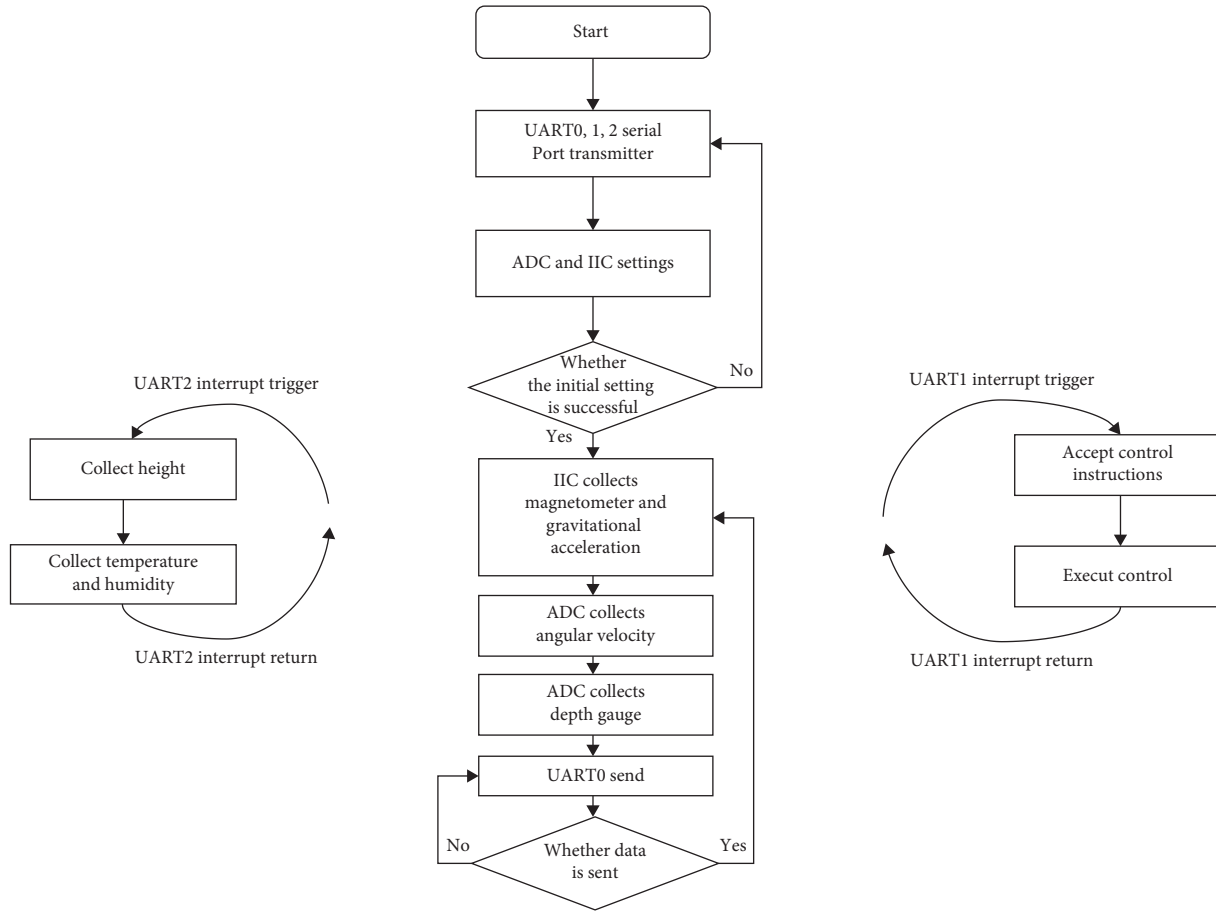 Start
UART0, 1, 2 serial
Port transmitter
ADC and IIC settings
Whether
the initial setting
is successful
No
Yes
UART2 interrupt trigger
Collect height
Collect temperature
and humidity
UART2 interrupt return
IIC collects
magnetometer and
gravitational
acceleration
ADC collects
angular velocity
ADC collects
depth gauge
UART0 send
No
Whether data
is sent
Yes
UART1 interrupt trigger
Accept control
instructions
Execut control
UART1 interrupt return